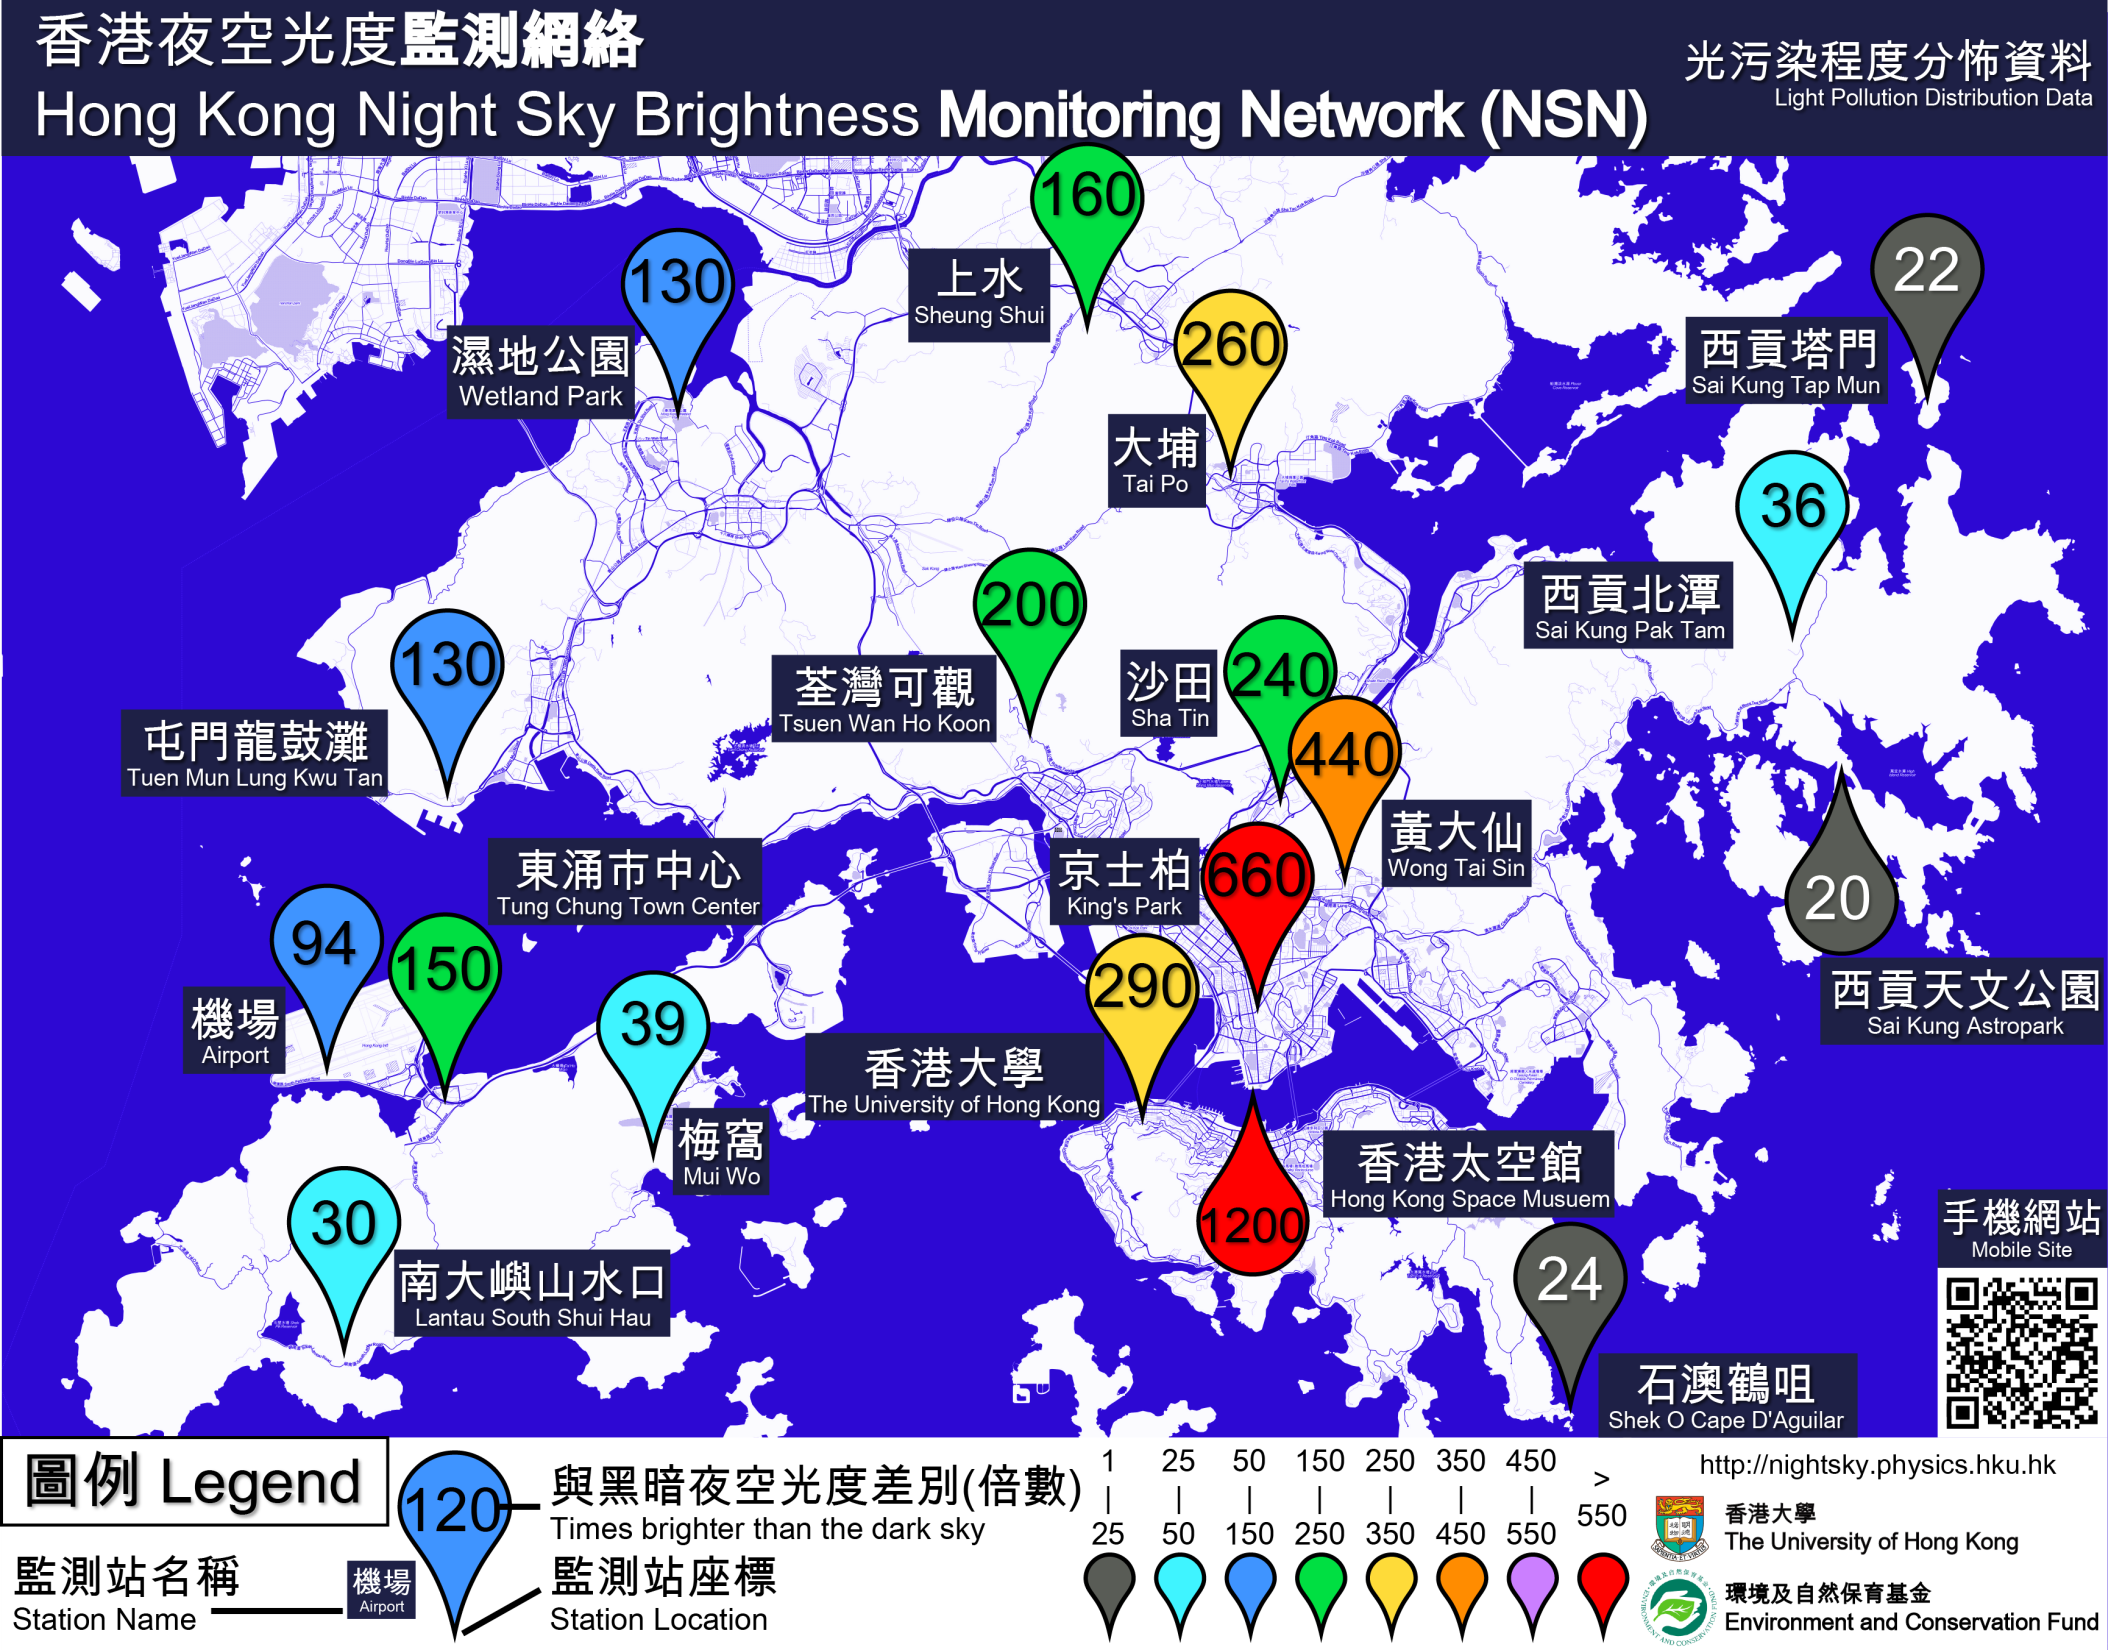 香港夜空光度監測網絡
Hong Kong Night Sky Brightness Monitoring Network (NSN)
光污染程度分怖資料
Light Pollution Distribution Data
160
上水
Sheung Shui
130
濕地公園
Wetland Park
260
大埔
Tai Po
22
西貢塔門
Sai Kung Tap Mun
36
西貢北潭
Sai Kung Pak Tam
200
荃灣可觀
Tsuen Wan Ho Koon
240
沙田
Sha Tin
130
屯門龍鼓灘
Tuen Mun Lung Kwu Tan
440
黃大仙
Wong Tai Sin
660
京士柏
King's Park
20
西貢天文公園
Sai Kung Astropark
150
東涌市中心
Tung Chung Town Center
94
機場
Airport
39
梅窩
Mui Wo
290
香港大學
The University of Hong Kong
1200
香港太空館
Hong Kong Space Musuem
30
南大嶼山水口
Lantau South Shui Hau
24
石澳鶴咀
Shek O Cape D'Aguilar
手機網站
Mobile Site
圖例 Legend
120
與黑暗夜空光度差別(倍數)
Times brighter than the dark sky
監測站名稱
Station Name
機場
Airport
監測站座標
Station Location
1 | 25
25 | 50
50 | 150
150 | 250
250 | 350
350 | 450
450 | 550
> 550
http://nightsky.physics.hku.hk
香港大學
The University of Hong Kong
環境及自然保育基金
Environment and Conservation Fund